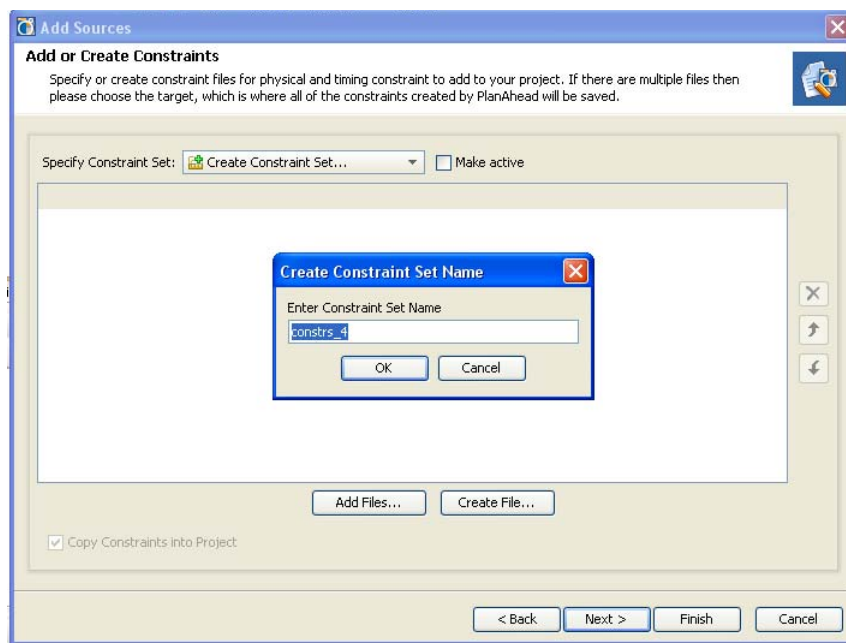 Add Sources
Add or Create Constraints
Specify or create constraint files for physical and timing constraint to add to your project. If there are multiple files then
please choose the target, which is where all of the constraints created by PlanAhead will be saved.
Specify Constraint Set: Create Constraint Set... Make active
Create Constraint Set Name
Enter Constraint Set Name
constrs_4
OK Cancel
Add Files... Create File...
Copy Constraints into Project
< Back Next > Finish Cancel